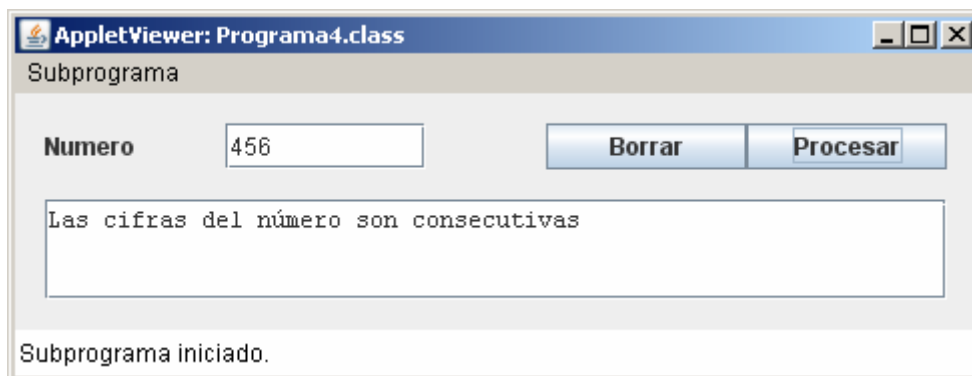 AppletViewer: Programa4.class
Subprograma
Numero 456 Borrar Procesar
Las cifras del número son consecutivas
Subprograma iniciado.